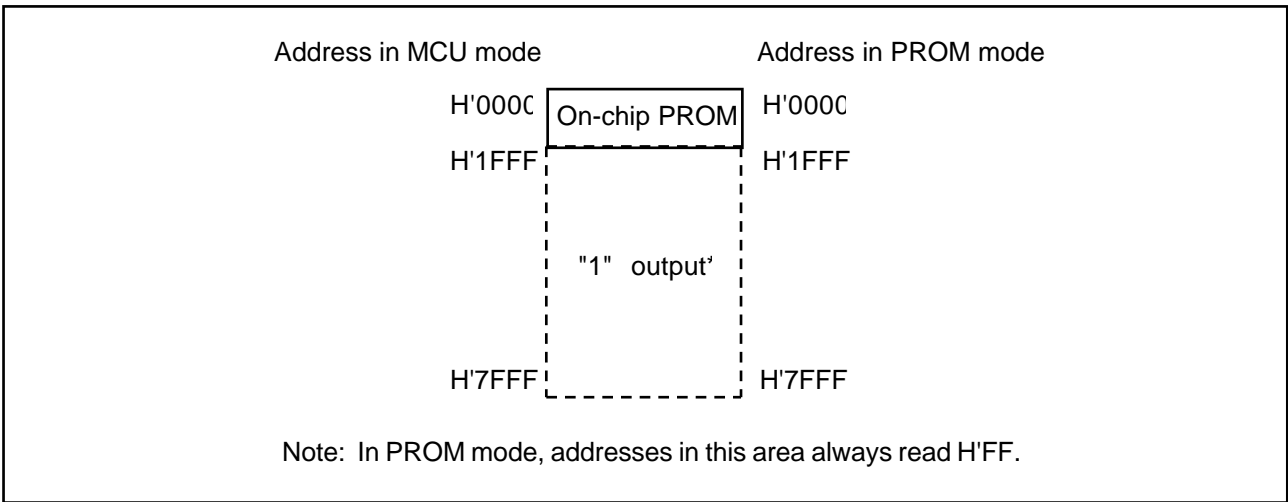 Address in MCU mode Address in PROM mode
H'0000 On-chip PROM H'0000
H'1FFF H'1FFF
"1" output*
H'7FFF H'7FFF
Note: In PROM mode, addresses in this area always read H'FF.